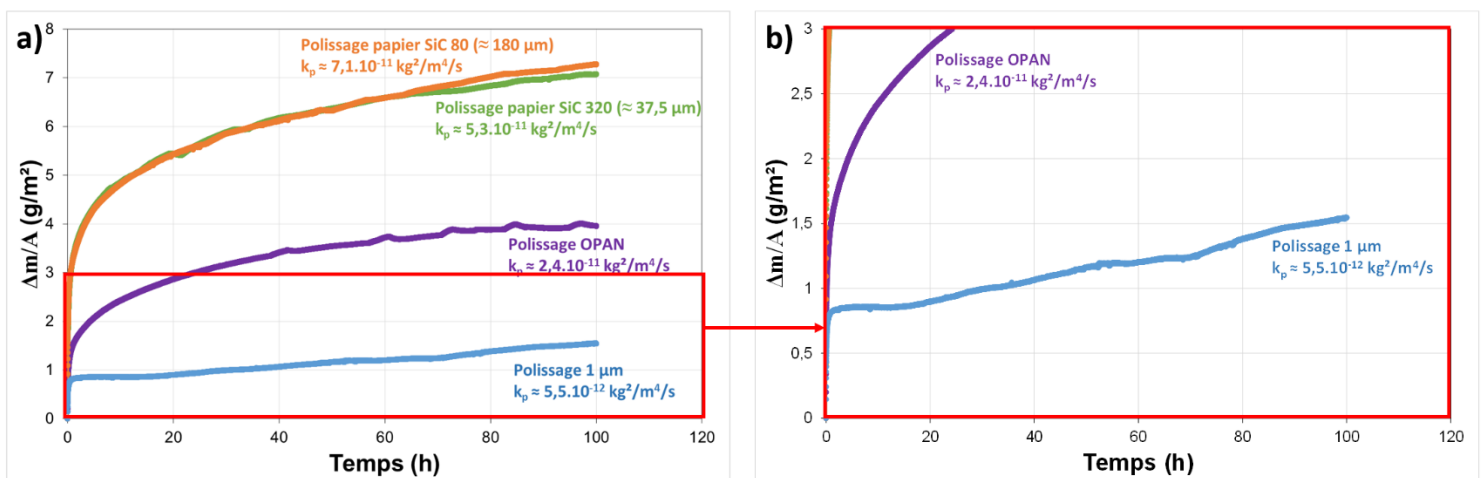 a)
Δm/A (g/m²)
8
7
6
5
4
3
2
1
0
Polissage papier SiC 80 (≈ 180 µm)
kₚ ≈ 7,1.10⁻¹¹ kg²/m⁴/s
Polissage papier SiC 320 (≈ 37,5 µm)
kₚ ≈ 5,3.10⁻¹¹ kg²/m⁴/s
Polissage OPAN
kₚ ≈ 2,4.10⁻¹¹ kg²/m⁴/s
Polissage 1 µm
kₚ ≈ 5,5.10⁻¹² kg²/m⁴/s
0 20 40 60 80 100 120
Temps (h)
b)
Δm/A (g/m²)
3
2,5
2
1,5
1
0,5
0
Polissage OPAN
kₚ ≈ 2,4.10⁻¹¹ kg²/m⁴/s
Polissage 1 µm
kₚ ≈ 5,5.10⁻¹² kg²/m⁴/s
0 20 40 60 80 100 120
Temps (h)